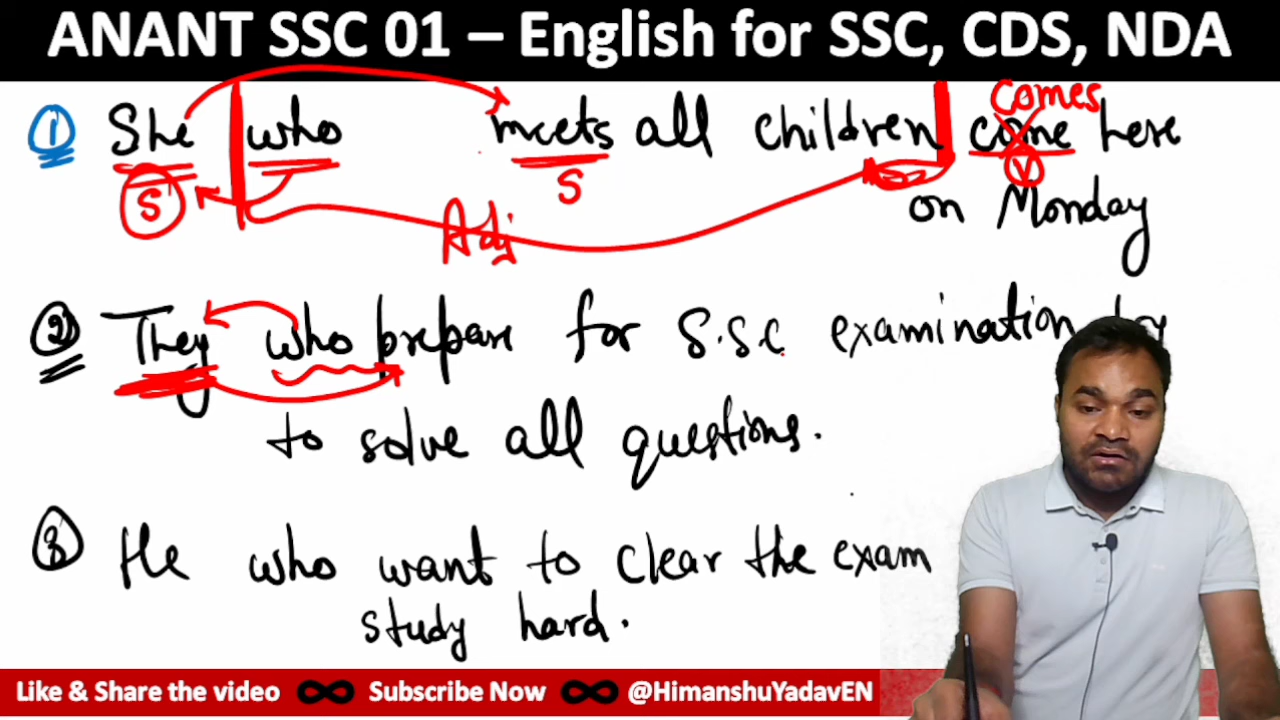 ANANT SSC 01 – English for SSC, CDS, NDA
comes
① She who meets all children come here
S S V
on Monday
Adj
② They who prepare for S.SC examination
to solve all questions.
③ He who want to clear the exam
study hard.
Like & Share the video Subscribe Now @HimanshuYadavEN